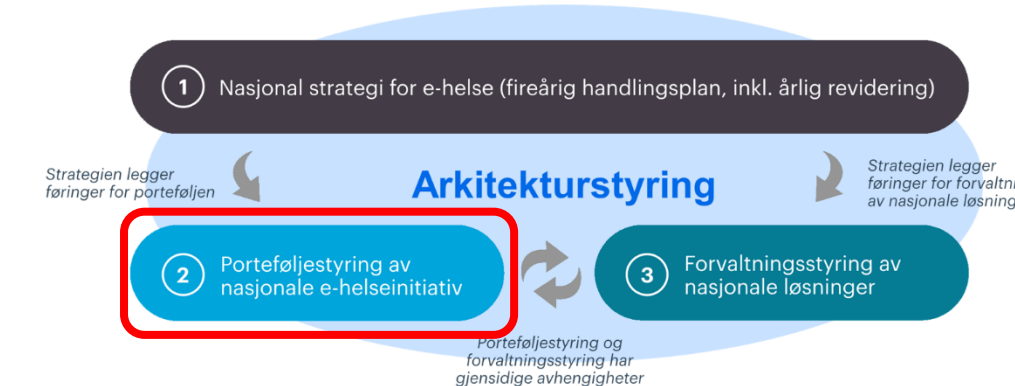 1 Nasjonal strategi for e-helse (fireårig handlingsplan, inkl. årlig revidering)
Strategien legger
føringer for porteføljen
Arkitekturstyring
Strategien legger
føringer for
av nasjonale
2 Porteføljestyring av
nasjonale e-helseinitiativ
3 Forvaltningsstyring av
nasjonale løsninger
Porteføljestyring og
forvaltningsstyring har
gjensidige avhengigheter